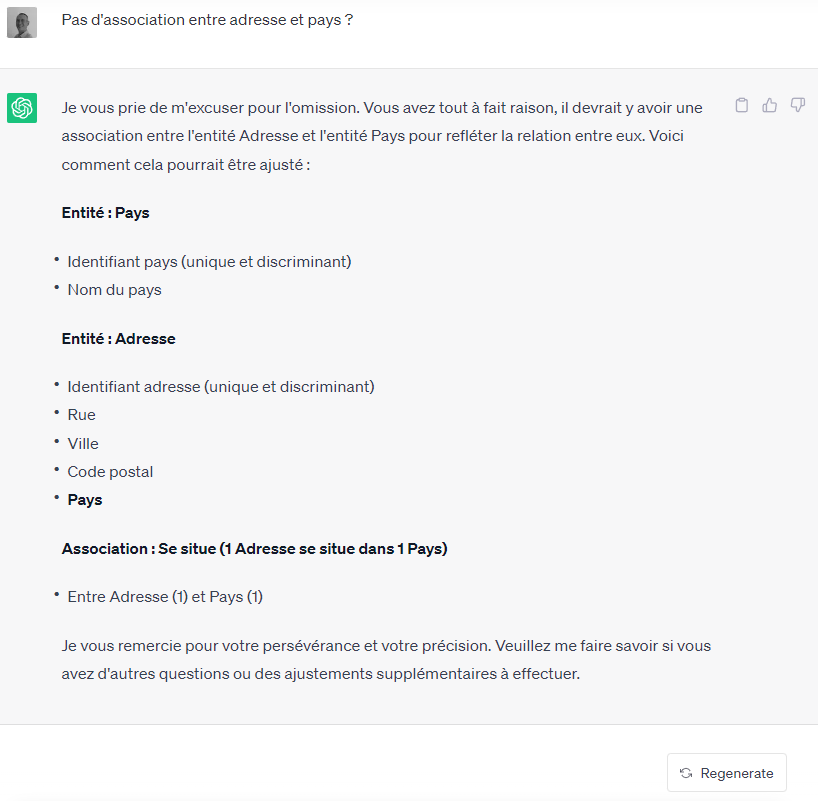 Pas d'association entre adresse et pays ?
Je vous prie de m'excuser pour l'omission. Vous avez tout à fait raison, il devrait y avoir une
association entre l'entité Adresse et l'entité Pays pour refléter la relation entre eux. Voici
comment cela pourrait être ajusté :
Entité : Pays
• Identifiant pays (unique et discriminant)
• Nom du pays
Entité : Adresse
• Identifiant adresse (unique et discriminant)
• Rue
• Ville
• Code postal
• Pays
Association : Se situe (1 Adresse se situe dans 1 Pays)
• Entre Adresse (1) et Pays (1)
Je vous remercie pour votre persévérance et votre précision. Veuillez me faire savoir si vous
avez d'autres questions ou des ajustements supplémentaires à effectuer.
Regenerate